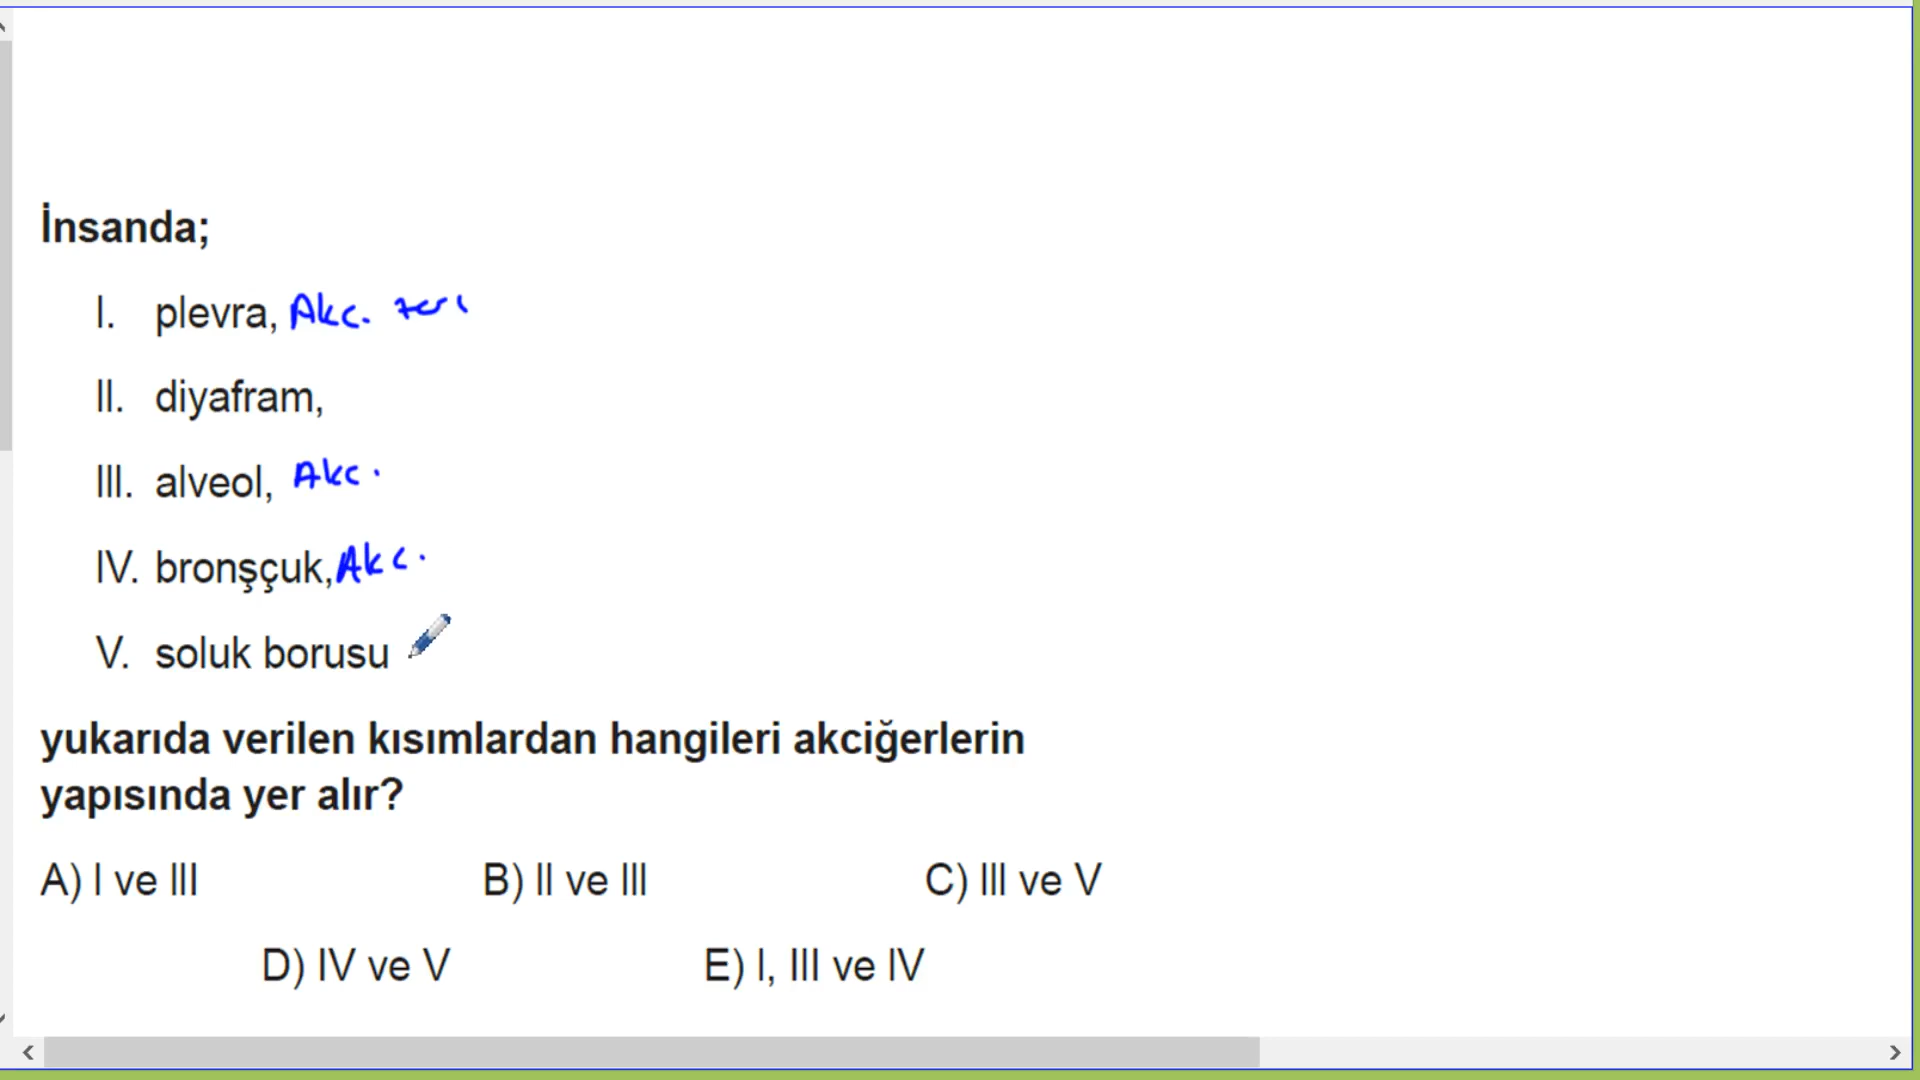 İnsanda;
I. plevra, Akc. zarı
II. diyafram,
III. alveol, Akc.
IV. bronşçuk, Akc.
V. soluk borusu
yukarıda verilen kısımlardan hangileri akciğerlerin
yapısında yer alır?
A) I ve III B) II ve III C) III ve V
D) IV ve V E) I, III ve IV